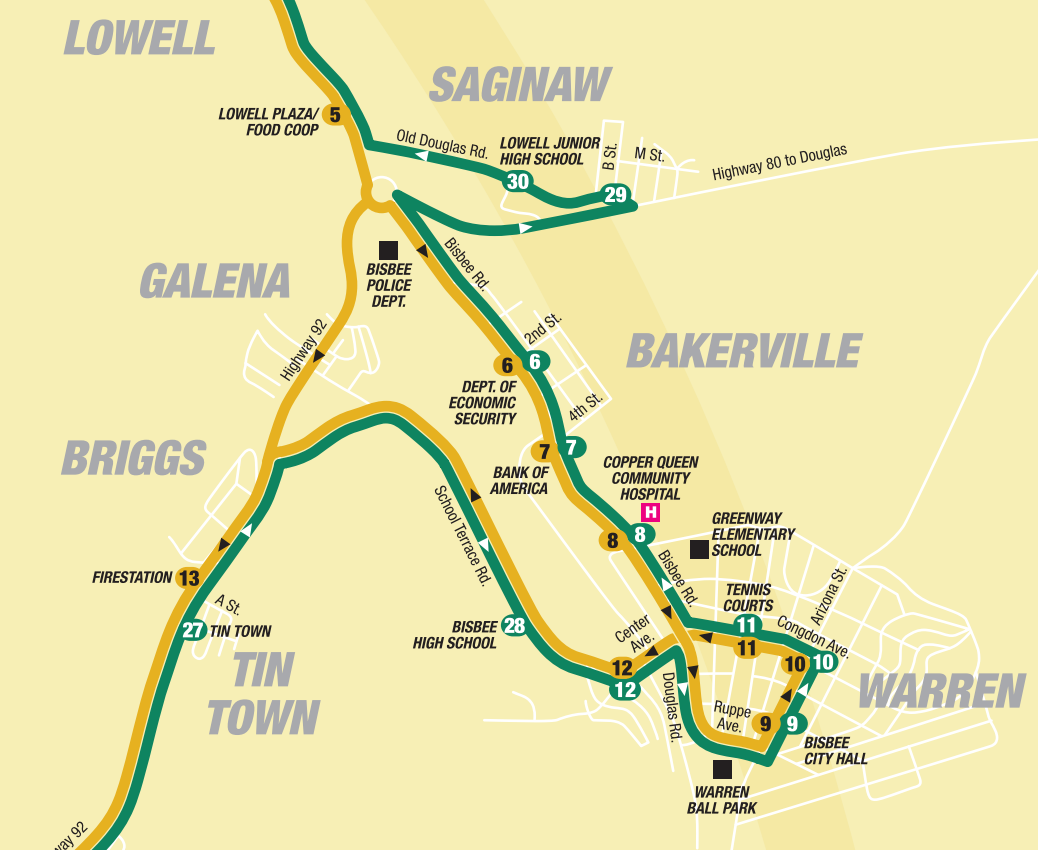 LOWELL
SAGINAW
LOWELL PLAZA/
FOOD COOP
5
Old Douglas Rd.
LOWELL JUNIOR
HIGH SCHOOL
B St.
M St.
Highway 80 to Douglas
30
29
GALENA
BISBEE
POLICE
DEPT.
Bisbee Rd.
Highway 92
2nd St.
BAKERVILLE
6
6
DEPT. OF
ECONOMIC
SECURITY
4th St.
BRIGGS
7
7
BANK OF
AMERICA
COPPER QUEEN
COMMUNITY
HOSPITAL
H
School Terrace Rd.
8
8
GREENWAY
ELEMENTARY
SCHOOL
Bisbee Rd.
FIRESTATION
13
A St.
27
TIN TOWN
TENNIS
COURTS
Arizona St.
BISBEE
HIGH SCHOOL
28
Center
Ave.
11
11
Congdon Ave.
10
10
12
12
TIN
TOWN
WARREN
Douglas Rd.
Ruppe
Ave.
9
9
BISBEE
CITY HALL
WARREN
BALL PARK
way 92